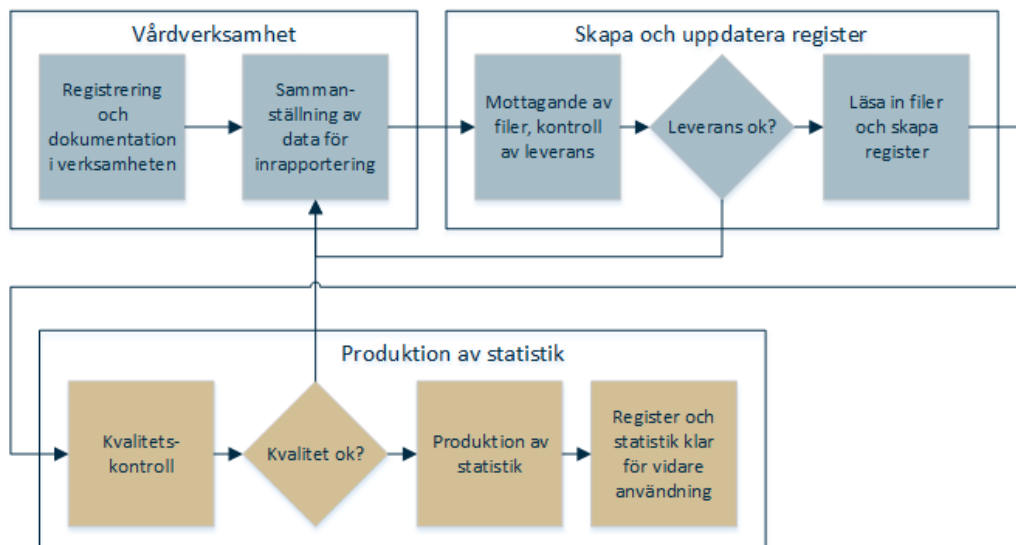 Vårdverksamhet
Registrering
och
dokumentation
i verksamheten
Samman-
ställning av
data för
inrapportering
Skapa och uppdatera register
Mottagande av
filer, kontroll
av leverans
Leverans ok?
Läsa in filer
och skapa
register
Produktion av statistik
Kvalitets-
kontroll
Kvalitet ok?
Produktion av
statistik
Register och
statistik klar
för vidare
användning